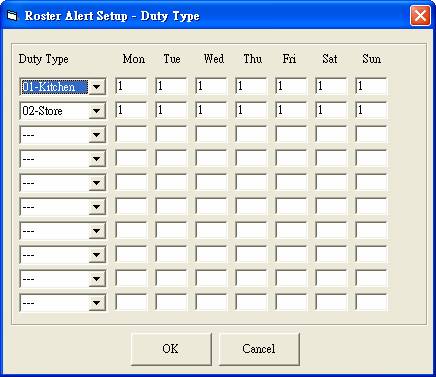 Roster Alert Setup - Duty Type
Duty Type Mon Tue Wed Thu Fri Sat Sun
01-Kitchen 1 1 1 1 1 1 1
02-Store 1 1 1 1 1 1 1
---
---
---
---
---
---
---
---
OK Cancel